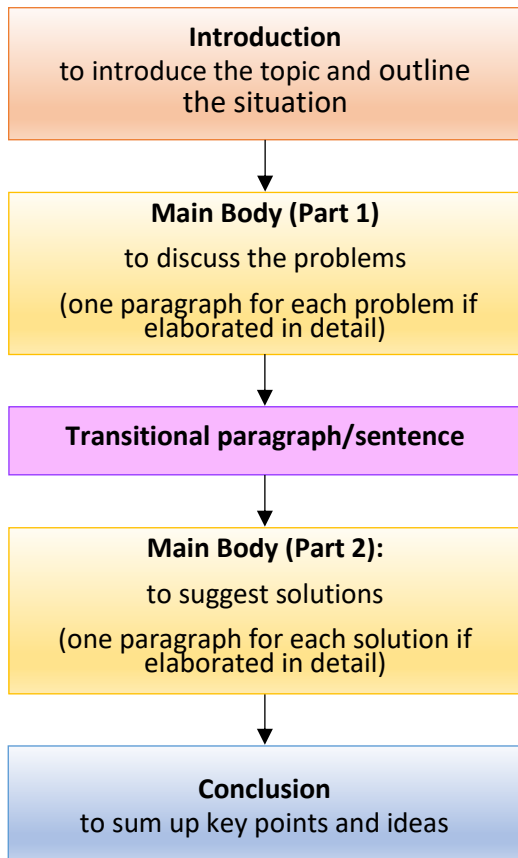 Introduction
to introduce the topic and outline
the situation
Main Body (Part 1)
to discuss the problems
(one paragraph for each problem if
elaborated in detail)
Transitional paragraph/sentence
Main Body (Part 2):
to suggest solutions
(one paragraph for each solution if
elaborated in detail)
Conclusion
to sum up key points and ideas